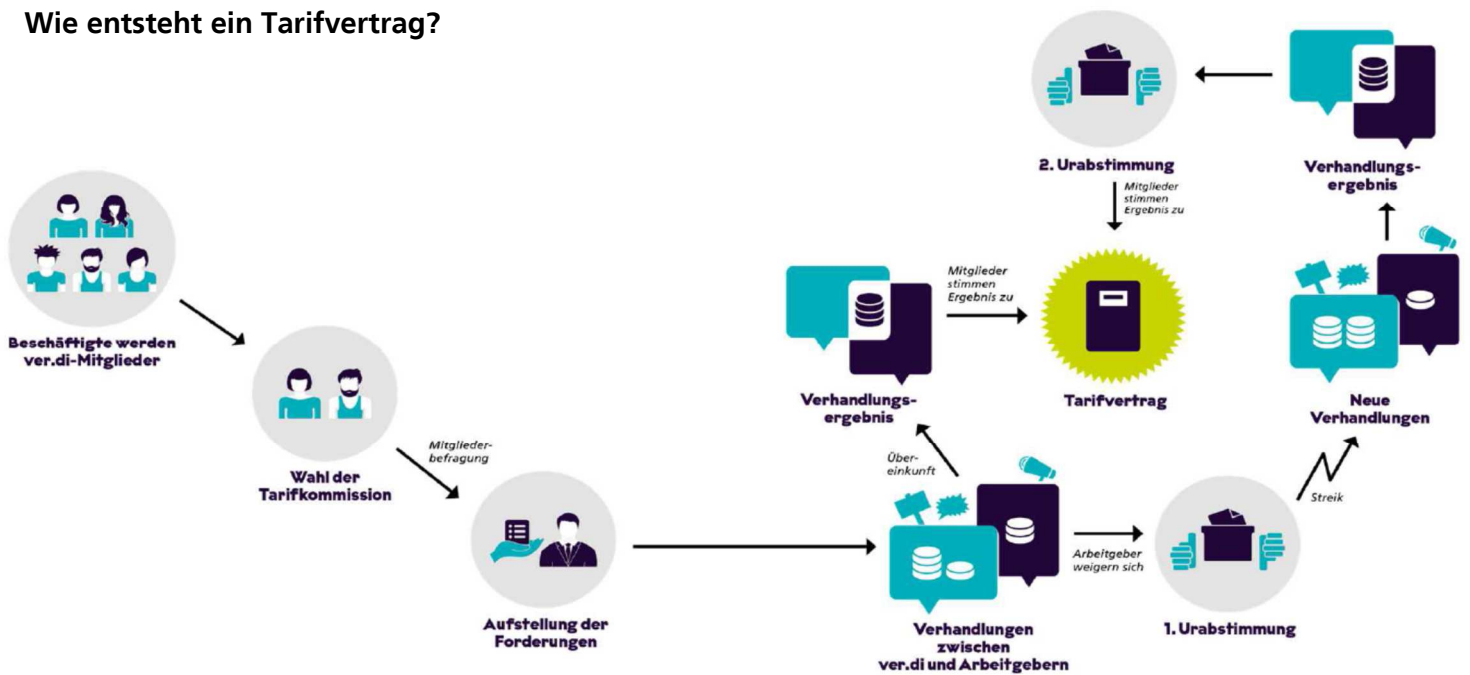 Wie entsteht ein Tarifvertrag?
Beschäftigte werden
ver.di-Mitglieder
Wahl der
Tarifkommission
Mitglieder-
befragung
Aufstellung der
Forderungen
Verhandlungen
zwischen
ver.di und Arbeitgebern
Über-
einkunft
Verhandlungs-
ergebnis
Mitglieder
stimmen
Ergebnis zu
Tarifvertrag
Arbeitgeber
weigern sich
1. Urabstimmung
Streik
Neue
Verhandlungen
Verhandlungs-
ergebnis
2. Urabstimmung
Mitglieder
stimmen
Ergebnis zu